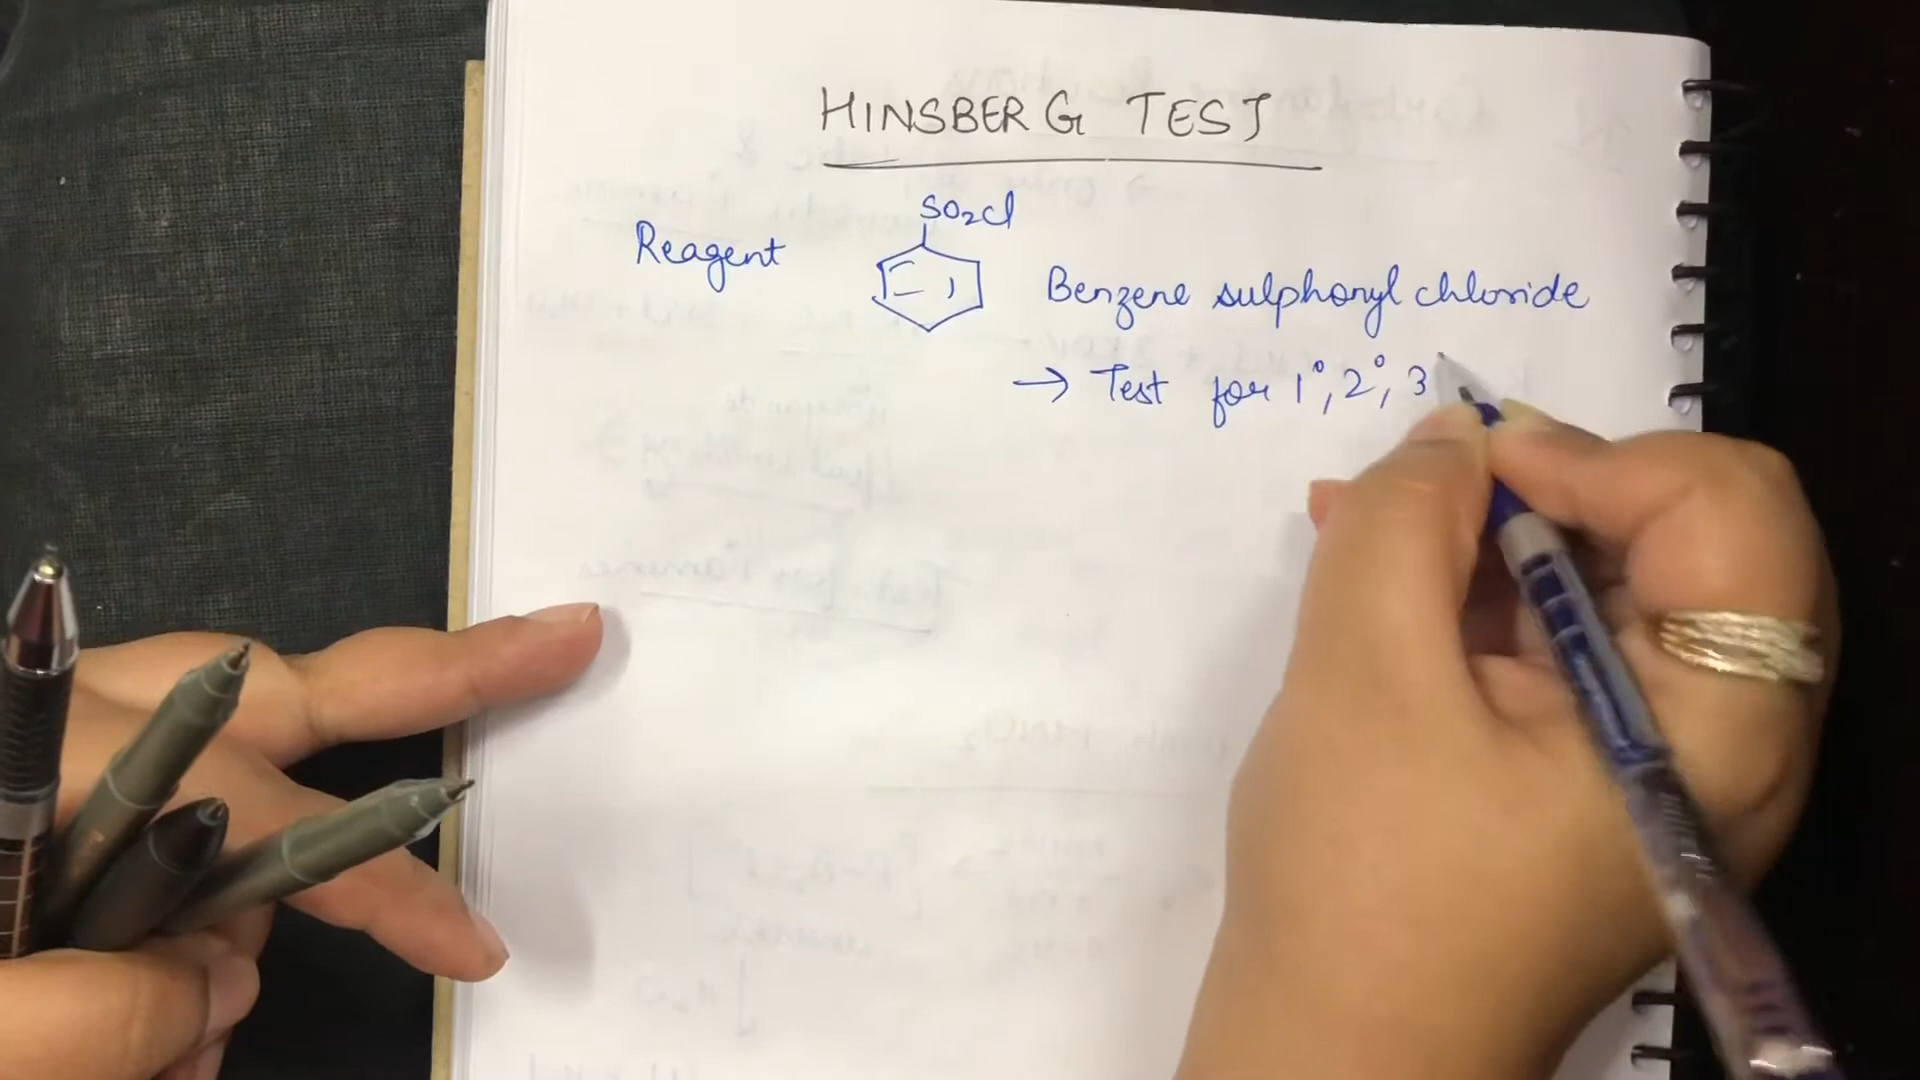 HINSBERG TEST
SO2Cl
Reagent
Benzene sulphonyl chloride
→ Test for 1°, 2°, 3